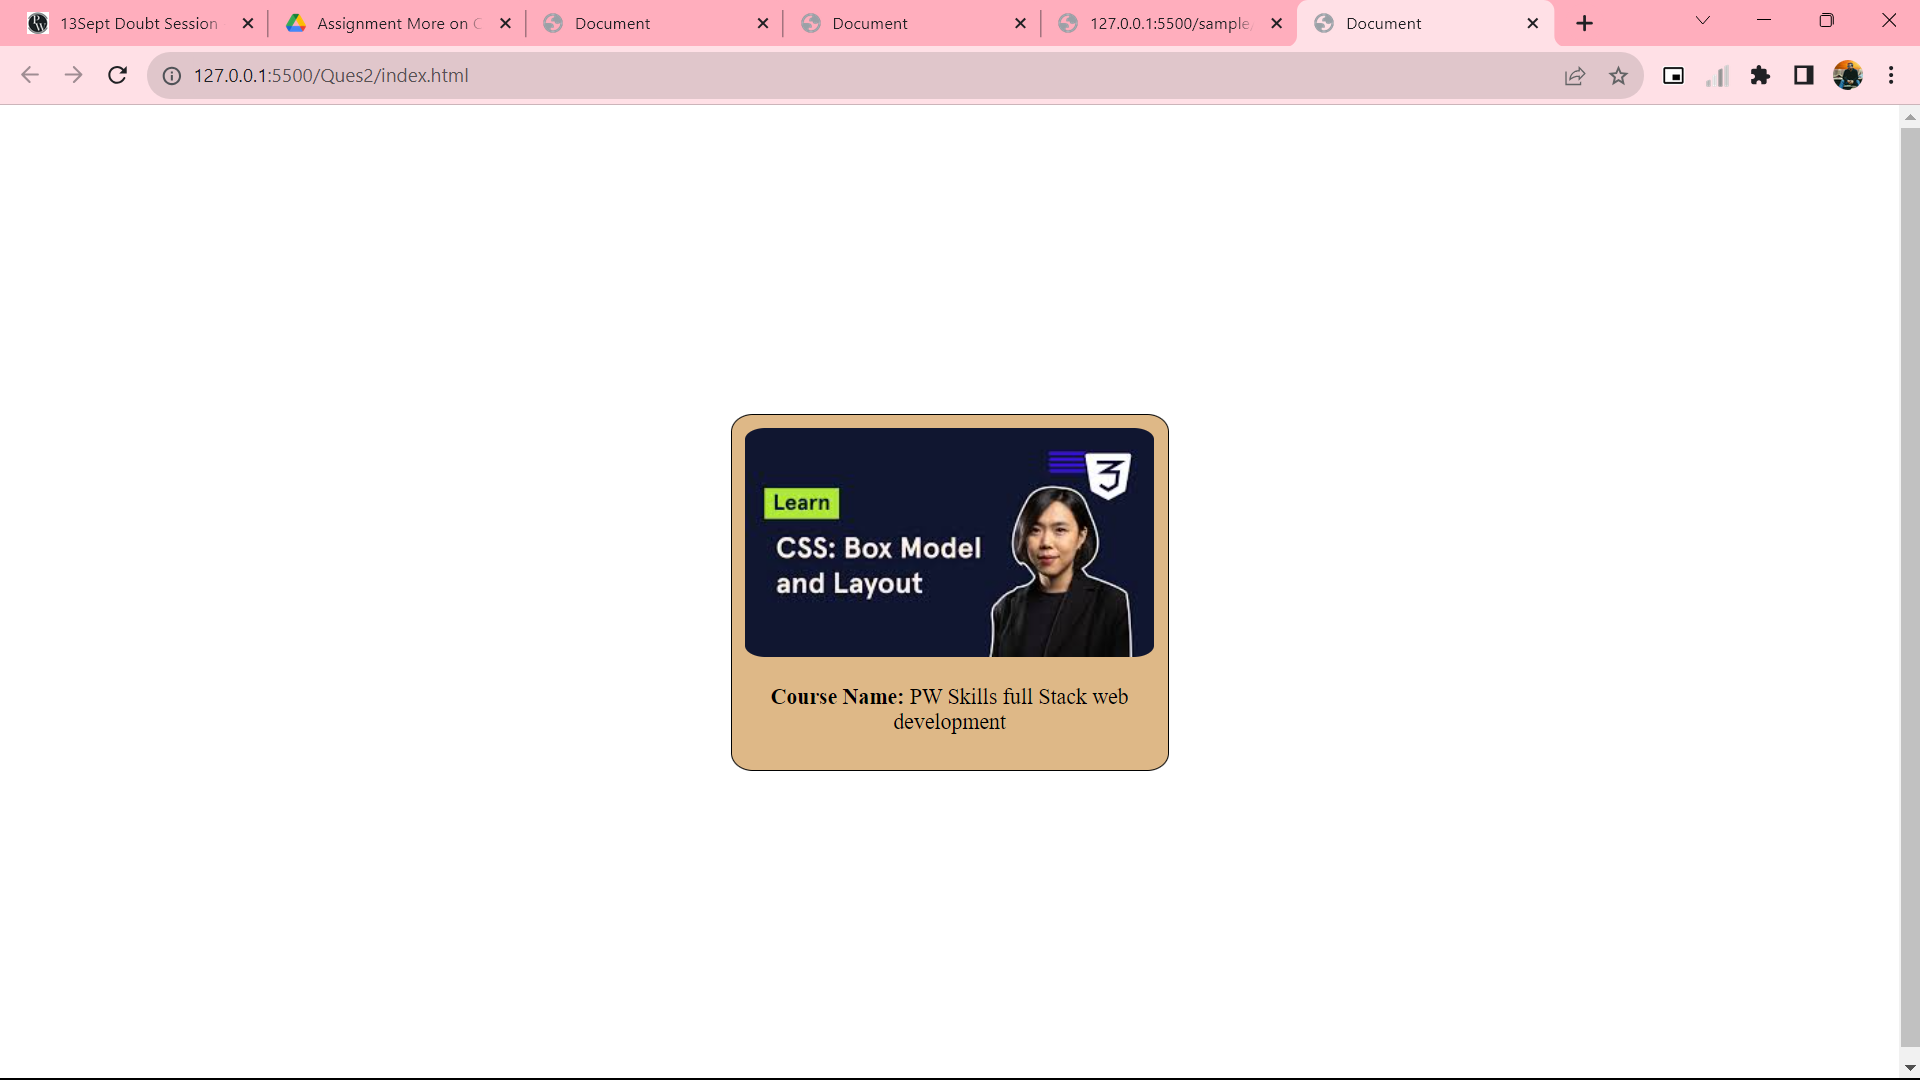 13Sept Doubt Session
Assignment More on C
Document
Document
127.0.0.1:5500/sample
Document
127.0.0.1:5500/Ques2/index.html
3
Learn
CSS: Box Model
and Layout
Course Name: PW Skills full Stack web
development